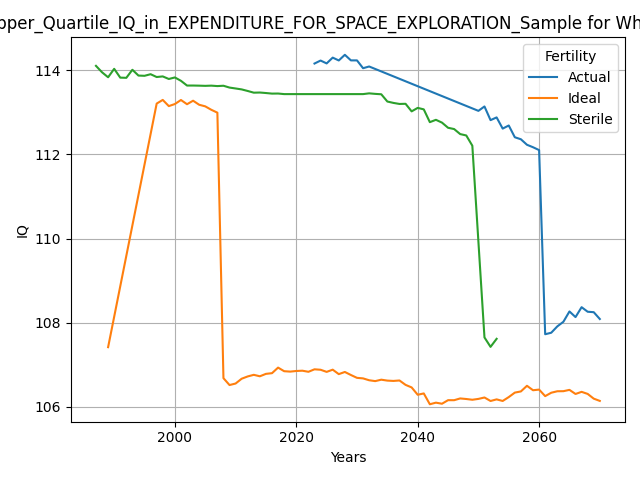 pper_Quartile_IQ_in_EXPENDITURE_FOR_SPACE_EXPLORATION_Sample for Wh
Fertility
Actual
Ideal
Sterile
IQ
114
112
110
108
106
2000 2020 2040 2060
Years